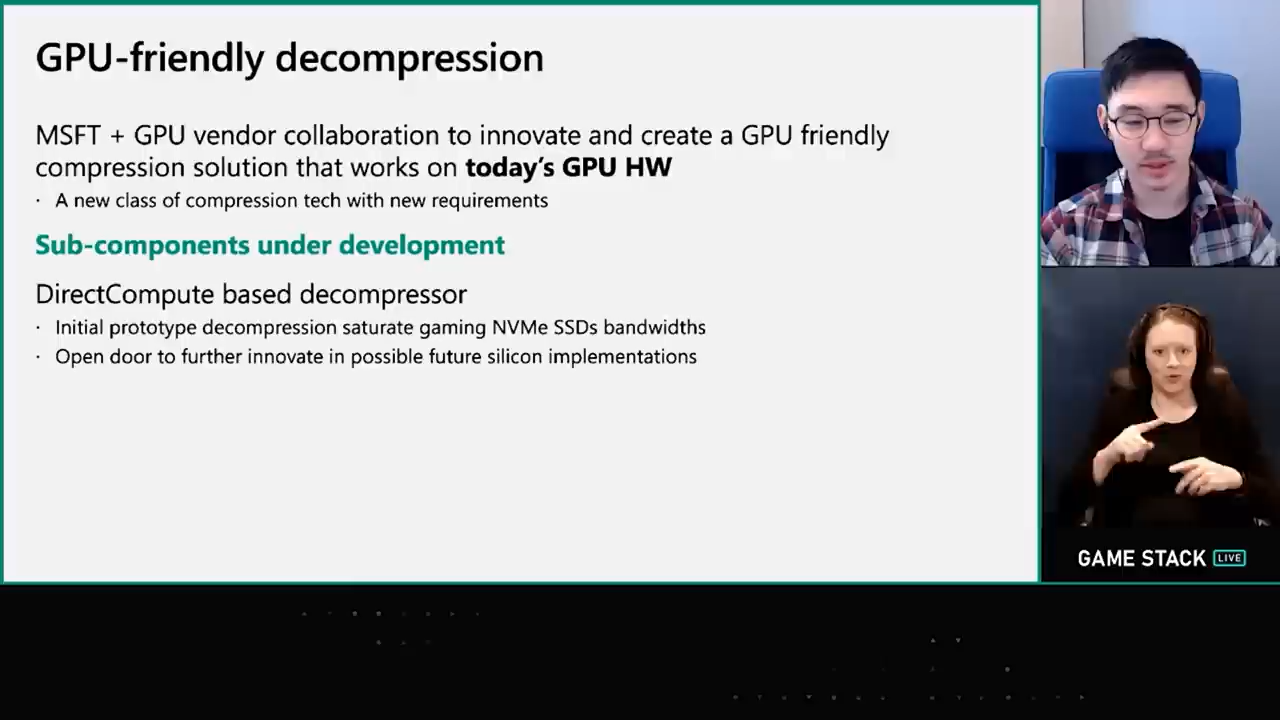 GPU-friendly decompression
MSFT + GPU vendor collaboration to innovate and create a GPU friendly
compression solution that works on today's GPU HW
· A new class of compression tech with new requirements
Sub-components under development
DirectCompute based decompressor
· Initial prototype decompression saturate gaming NVMe SSDs bandwidths
· Open door to further innovate in possible future silicon implementations
GAME STACK LIVE